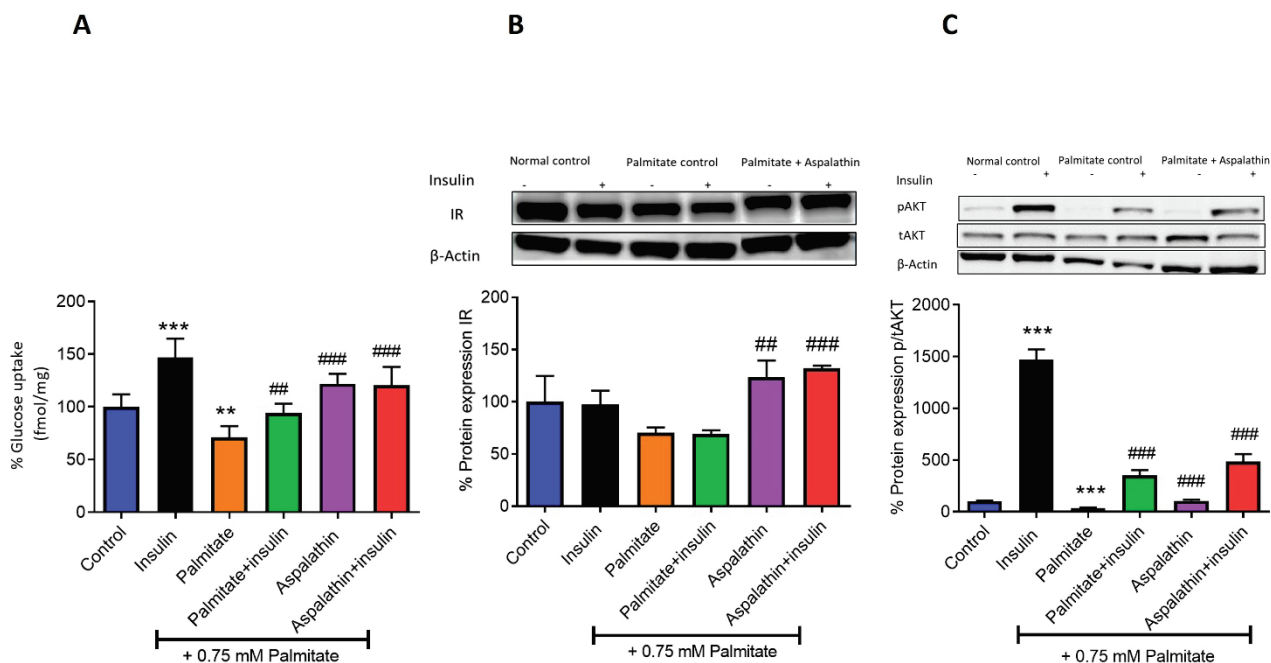 A
% Glucose uptake
(fmol/mg)
200
150
100
50
0
***
**
##
###
###
Control
Insulin
Palmitate
Palmitate+insulin
Aspalathin
Aspalathin+insulin
+ 0.75 mM Palmitate
B
Normal control
Palmitate control
Palmitate + Aspalathin
Insulin - + - + - +
IR
β-Actin
% Protein expression IR
200
150
100
50
0
##
###
Control
Insulin
Palmitate
Palmitate+insulin
Aspalathin
Aspalathin+insulin
+ 0.75 mM Palmitate
C
Normal control
Palmitate control
Palmitate + Aspalathin
Insulin - + - + - +
pAKT
tAKT
β-Actin
% Protein expression p/tAKT
2000
1500
1000
500
0
***
***
###
###
###
Control
Insulin
Palmitate
Palmitate+insulin
Aspalathin
Aspalathin+insulin
+ 0.75 mM Palmitate